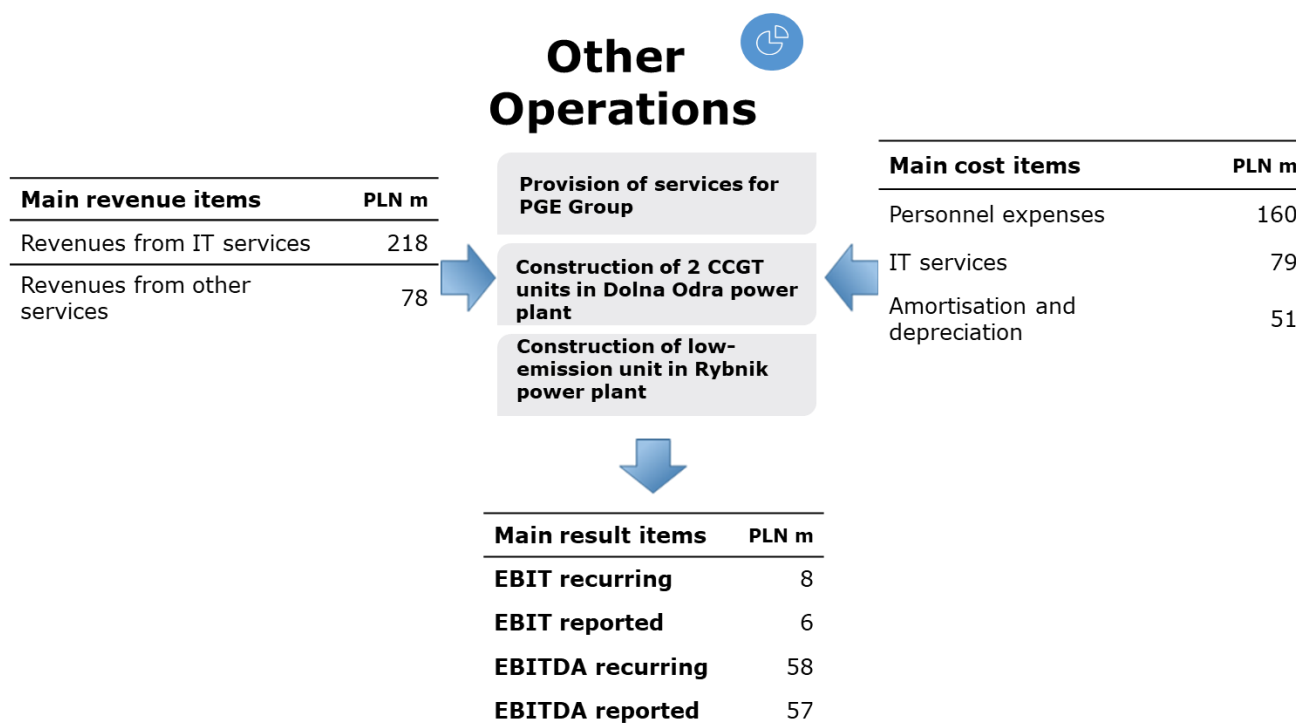 Other
Operations
Main revenue items PLN m
Revenues from IT services 218
Revenues from other
services 78
Provision of services for
PGE Group
Construction of 2 CCGT
units in Dolna Odra power
plant
Construction of low-
emission unit in Rybnik
power plant
Main cost items PLN m
Personnel expenses 160
IT services 79
Amortisation and
depreciation 51
Main result items PLN m
EBIT recurring 8
EBIT reported 6
EBITDA recurring 58
EBITDA reported 57